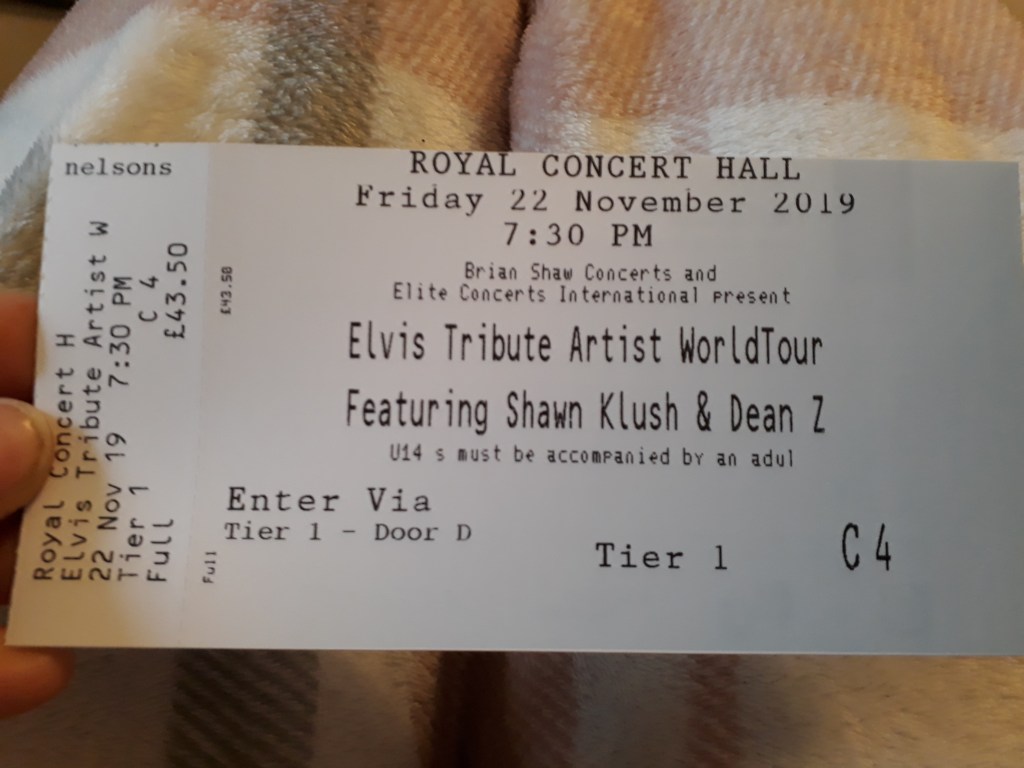 nelsons
Royal Concert H
Elvis Tribute Artist W
22 Nov 19 7:30 PM
Tier 1 C 4
Full £43.50
£43.50
Full
ROYAL CONCERT HALL
Friday 22 November 2019
7:30 PM
Brian Shaw Concerts and
Elite Concerts International present
Elvis Tribute Artist WorldTour
Featuring Shawn Klush & Dean Z
U14 s must be accompanied by an adul
Enter Via
Tier 1 - Door D
Tier 1 C 4